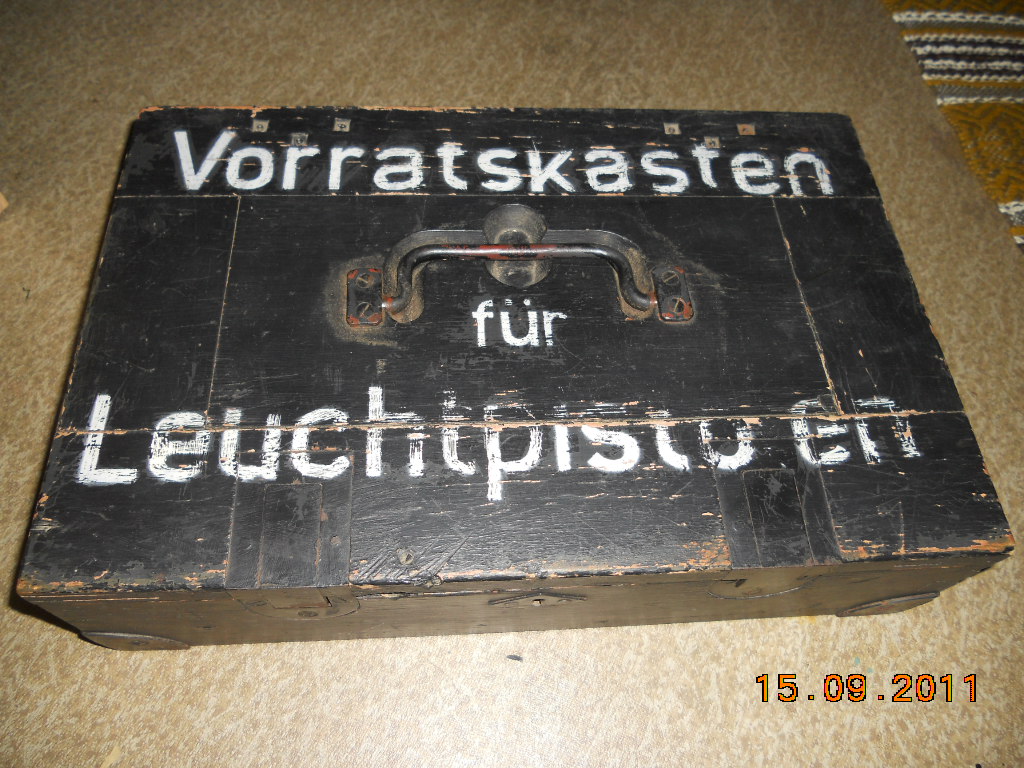 Vorratskasten
für
Leuchtpistolen
15.09.2011